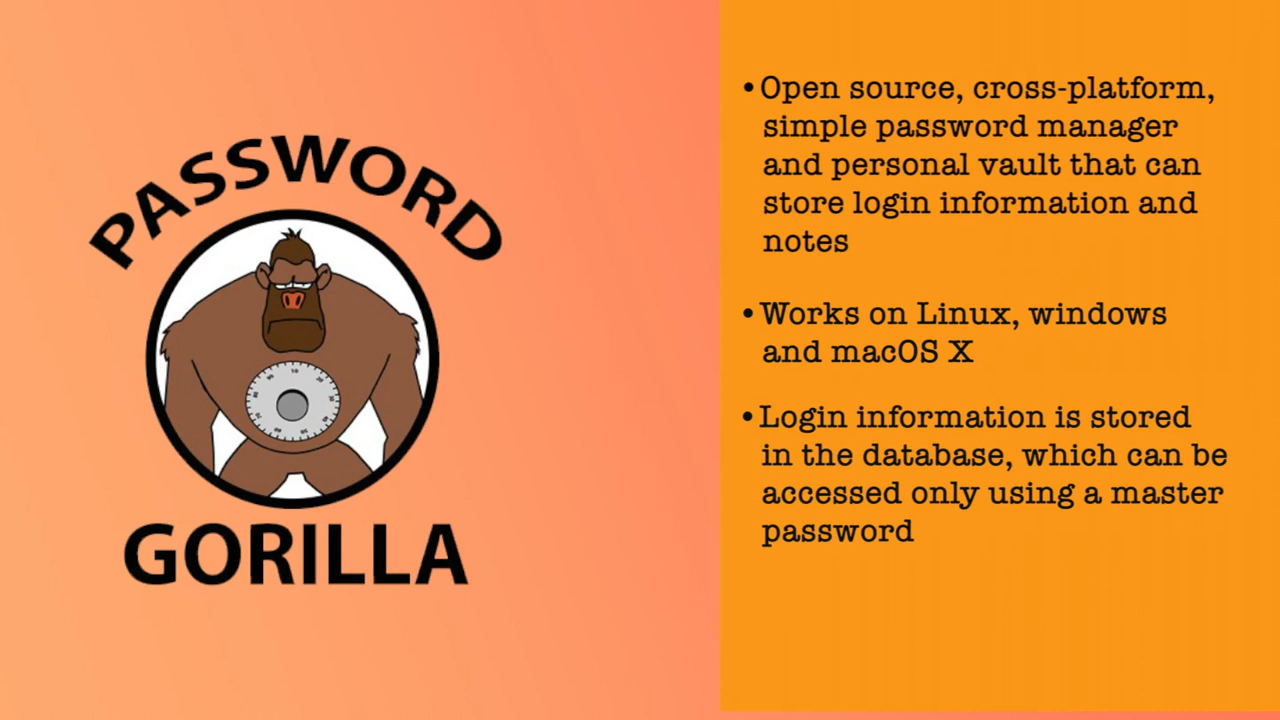 PASSWORD
GORILLA
•Open source, cross-platform,
simple password manager
and personal vault that can
store login information and
notes
•Works on Linux, windows
and macOS X
•Login information is stored
in the database, which can be
accessed only using a master
password